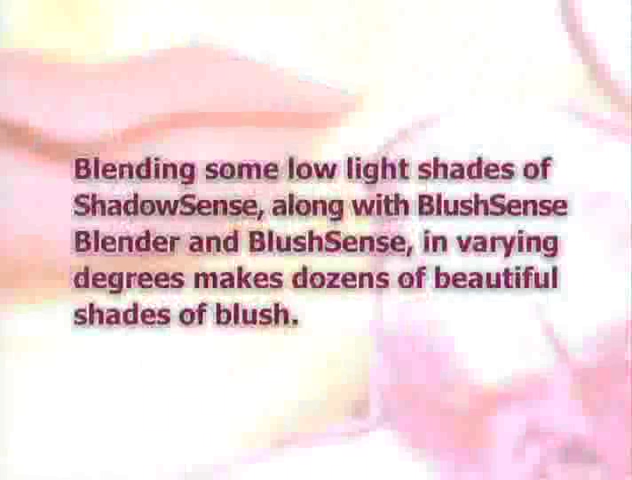 Blending some low light shades of
ShadowSense, along with BlushSense
Blender and BlushSense, in varying
degrees makes dozens of beautiful
shades of blush.